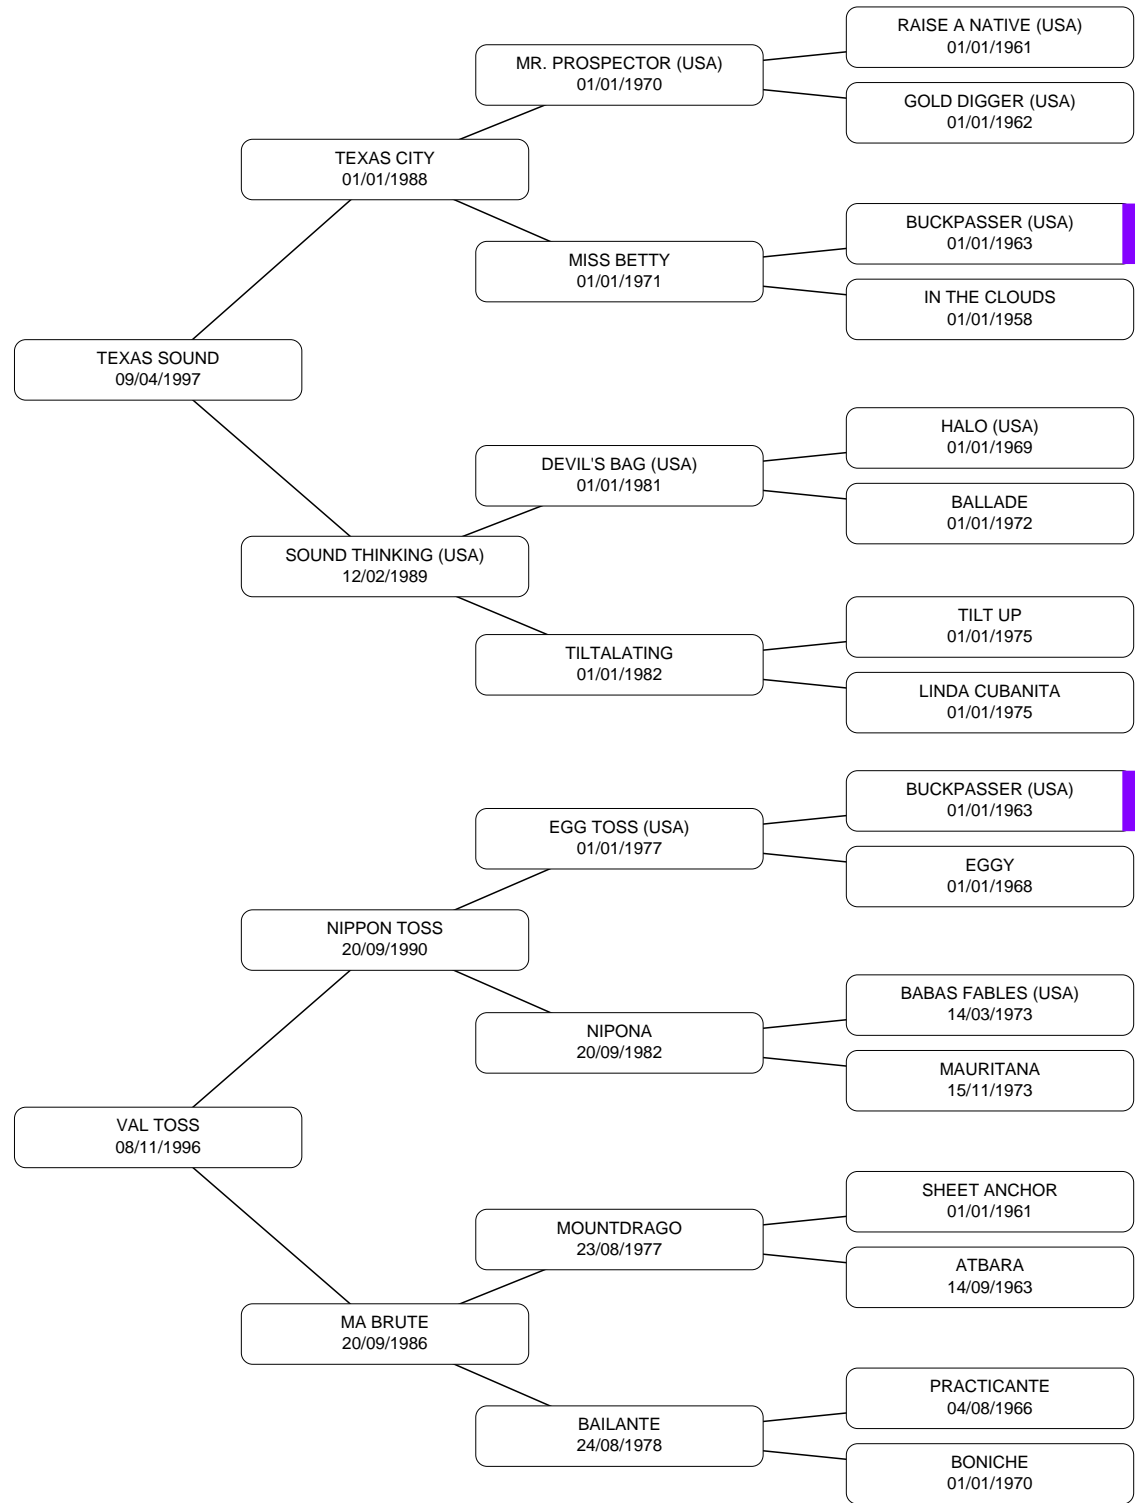 RAISE A NATIVE (USA)
01/01/1961
MR. PROSPECTOR (USA)
01/01/1970
GOLD DIGGER (USA)
01/01/1962
TEXAS CITY
01/01/1988
BUCKPASSER (USA)
01/01/1963
MISS BETTY
01/01/1971
IN THE CLOUDS
01/01/1958
TEXAS SOUND
09/04/1997
HALO (USA)
01/01/1969
DEVIL'S BAG (USA)
01/01/1981
BALLADE
01/01/1972
SOUND THINKING (USA)
12/02/1989
TILT UP
01/01/1975
TILTALATING
01/01/1982
LINDA CUBANITA
01/01/1975
BUCKPASSER (USA)
01/01/1963
EGG TOSS (USA)
01/01/1977
EGGY
01/01/1968
NIPPON TOSS
20/09/1990
BABAS FABLES (USA)
14/03/1973
NIPONA
20/09/1982
MAURITANA
15/11/1973
VAL TOSS
08/11/1996
SHEET ANCHOR
01/01/1961
MOUNTDRAGO
23/08/1977
ATBARA
14/09/1963
MA BRUTE
20/09/1986
PRACTICANTE
04/08/1966
BAILANTE
24/08/1978
BONICHE
01/01/1970